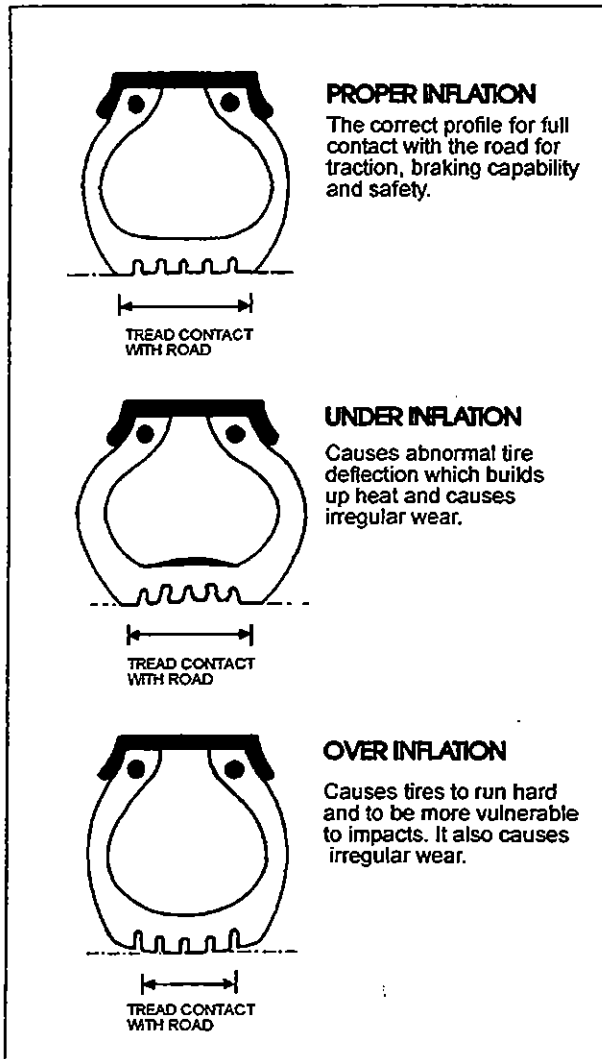 PROPER INFLATION
The correct profile for full
contact with the road for
traction, braking capability
and safety.
TREAD CONTACT
WITH ROAD
UNDER INFLATION
Causes abnormal tire
deflection which builds
up heat and causes
irregular wear.
TREAD CONTACT
WITH ROAD
OVER INFLATION
Causes tires to run hard
and to be more vulnerable
to impacts. It also causes
irregular wear.
TREAD CONTACT
WITH ROAD